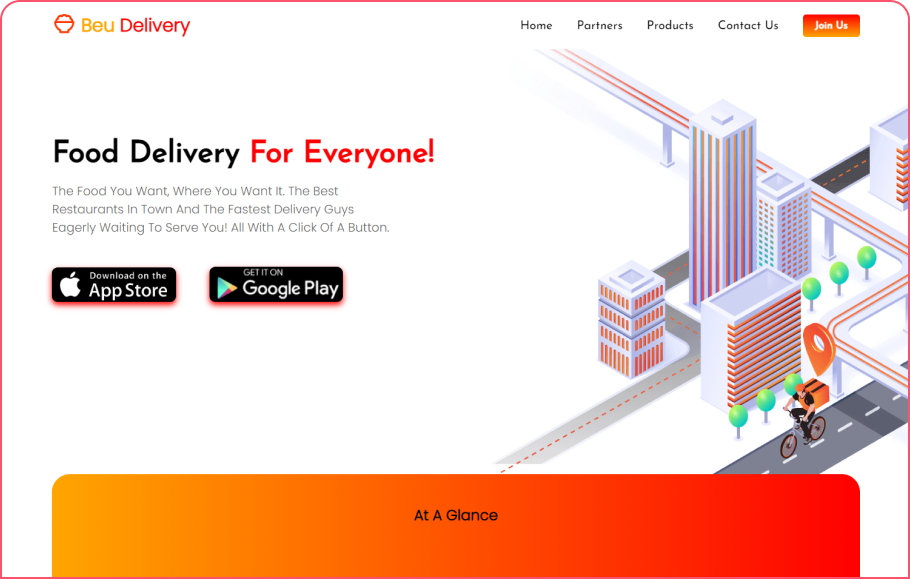 Beu Delivery
Home
Partners
Products
Contact Us
Join Us
Food Delivery For Everyone!
The Food You Want, Where You Want It. The Best
Restaurants In Town And The Fastest Delivery Guys
Eagerly Waiting To Serve You! All With A Click Of A Button.
Download on the
App Store
GET IT ON
Google Play
At A Glance